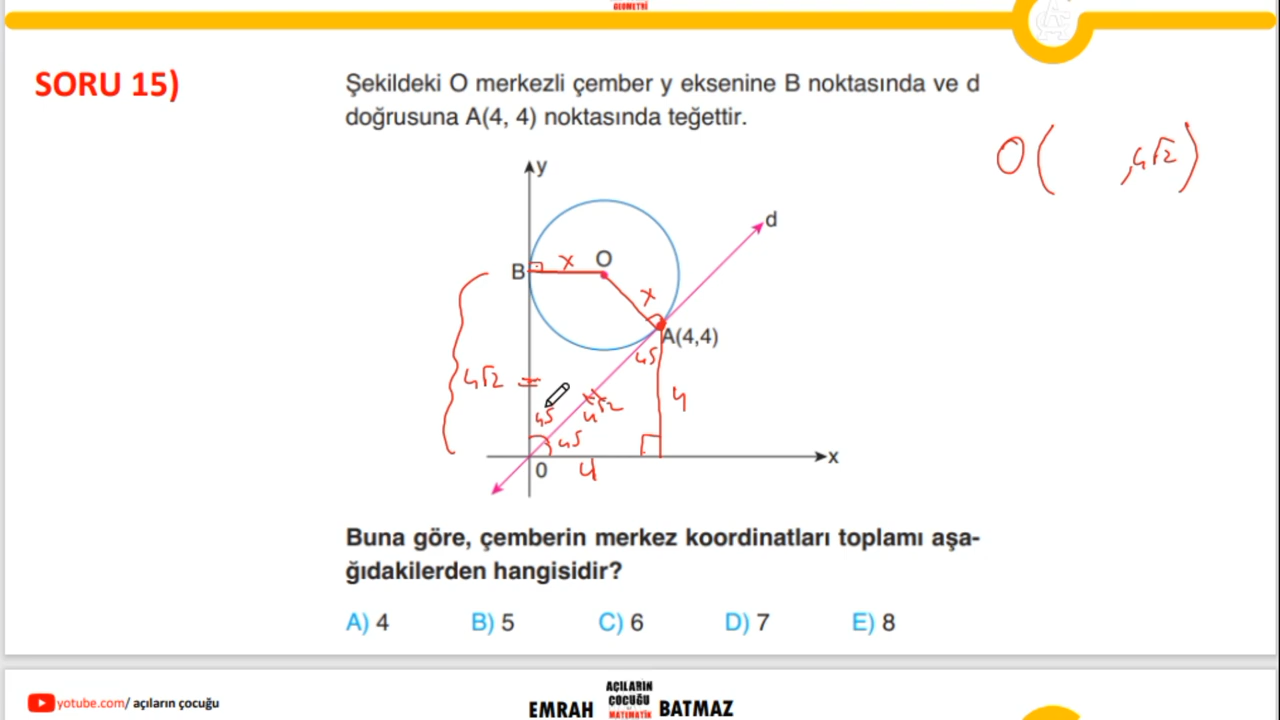 GEOMETRİ
SORU 15)
Şekildeki O merkezli çember y eksenine B noktasında ve d
doğrusuna A(4, 4) noktasında teğettir.
O( ,4√2)
y
d
B
x
O
x
A(4,4)
45
4√2 =
4
45
4√2
45
x
0
4
Buna göre, çemberin merkez koordinatları toplamı aşa-
ğıdakilerden hangisidir?
A) 4 B) 5 C) 6 D) 7 E) 8
yotube.com/ açıların çocuğu
EMRAH AÇILARIN ÇOCUĞU MATEMATİK BATMAZ